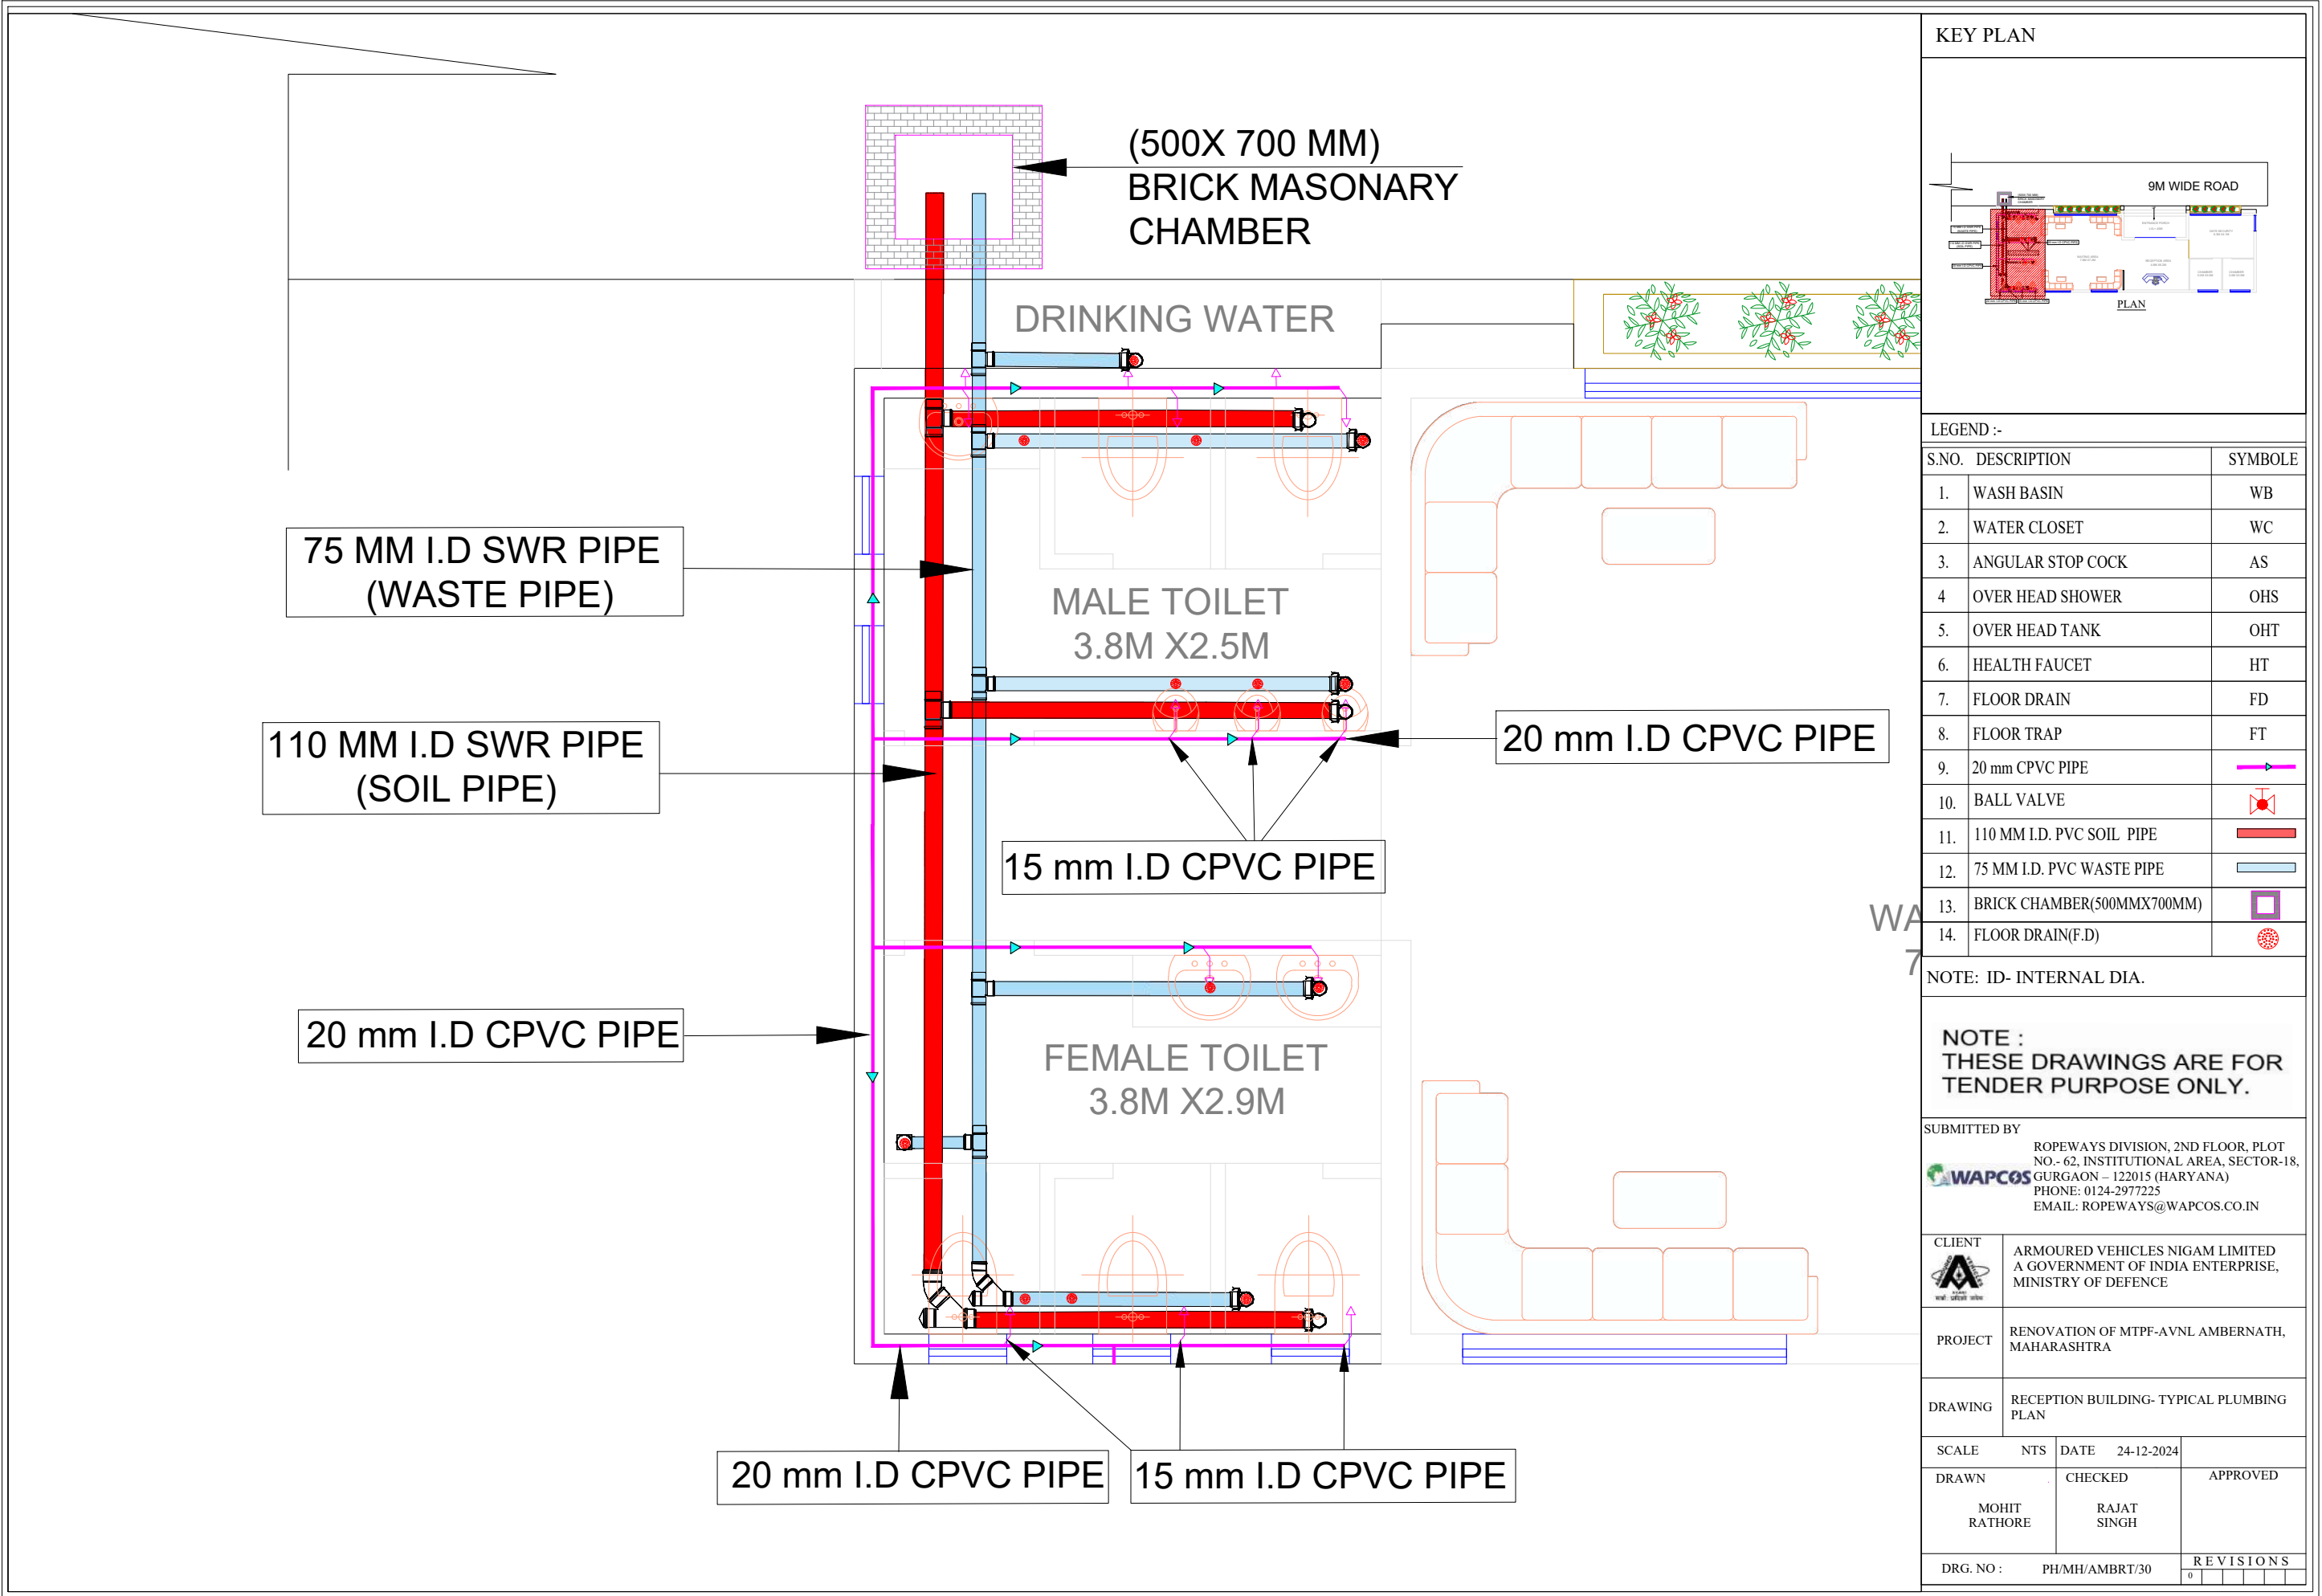 (500X 700 MM)
BRICK MASONARY
CHAMBER
DRINKING WATER
75 MM I.D SWR PIPE
(WASTE PIPE)
MALE TOILET
3.8M X2.5M
110 MM I.D SWR PIPE
(SOIL PIPE)
20 mm I.D CPVC PIPE
15 mm I.D CPVC PIPE
WA
7
20 mm I.D CPVC PIPE
FEMALE TOILET
3.8M X2.9M
20 mm I.D CPVC PIPE
15 mm I.D CPVC PIPE
KEY PLAN
9M WIDE ROAD
PLAN
LEGEND :-
S.NO. DESCRIPTION SYMBOLE
1. WASH BASIN WB
2. WATER CLOSET WC
3. ANGULAR STOP COCK AS
4 OVER HEAD SHOWER OHS
5. OVER HEAD TANK OHT
6. HEALTH FAUCET HT
7. FLOOR DRAIN FD
8. FLOOR TRAP FT
9. 20 mm CPVC PIPE
10. BALL VALVE
11. 110 MM I.D. PVC SOIL PIPE
12. 75 MM I.D. PVC WASTE PIPE
13. BRICK CHAMBER(500MMX700MM)
14. FLOOR DRAIN(F.D)
NOTE: ID- INTERNAL DIA.
NOTE :
THESE DRAWINGS ARE FOR
TENDER PURPOSE ONLY.
SUBMITTED BY
WAPCOS
ROPEWAYS DIVISION, 2ND FLOOR, PLOT
NO.- 62, INSTITUTIONAL AREA, SECTOR-18,
GURGAON – 122015 (HARYANA)
PHONE: 0124-2977225
EMAIL: ROPEWAYS@WAPCOS.CO.IN
CLIENT
ARMOURED VEHICLES NIGAM LIMITED
A GOVERNMENT OF INDIA ENTERPRISE,
MINISTRY OF DEFENCE
PROJECT
RENOVATION OF MTPF-AVNL AMBERNATH,
MAHARASHTRA
DRAWING
RECEPTION BUILDING- TYPICAL PLUMBING
PLAN
SCALE NTS DATE 24-12-2024
DRAWN CHECKED APPROVED
MOHIT RAJAT
RATHORE SINGH
DRG. NO : PH/MH/AMBRT/30
REVISIONS
0